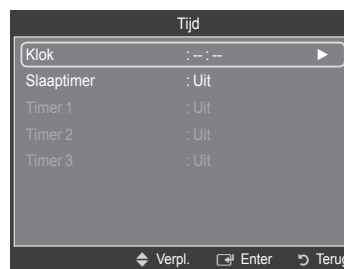 Tijd
Klok : -- : -- ►
Slaaptimer : Uit
Timer 1 : Uit
Timer 2 : Uit
Timer 3 : Uit
Verpl. Enter Terug